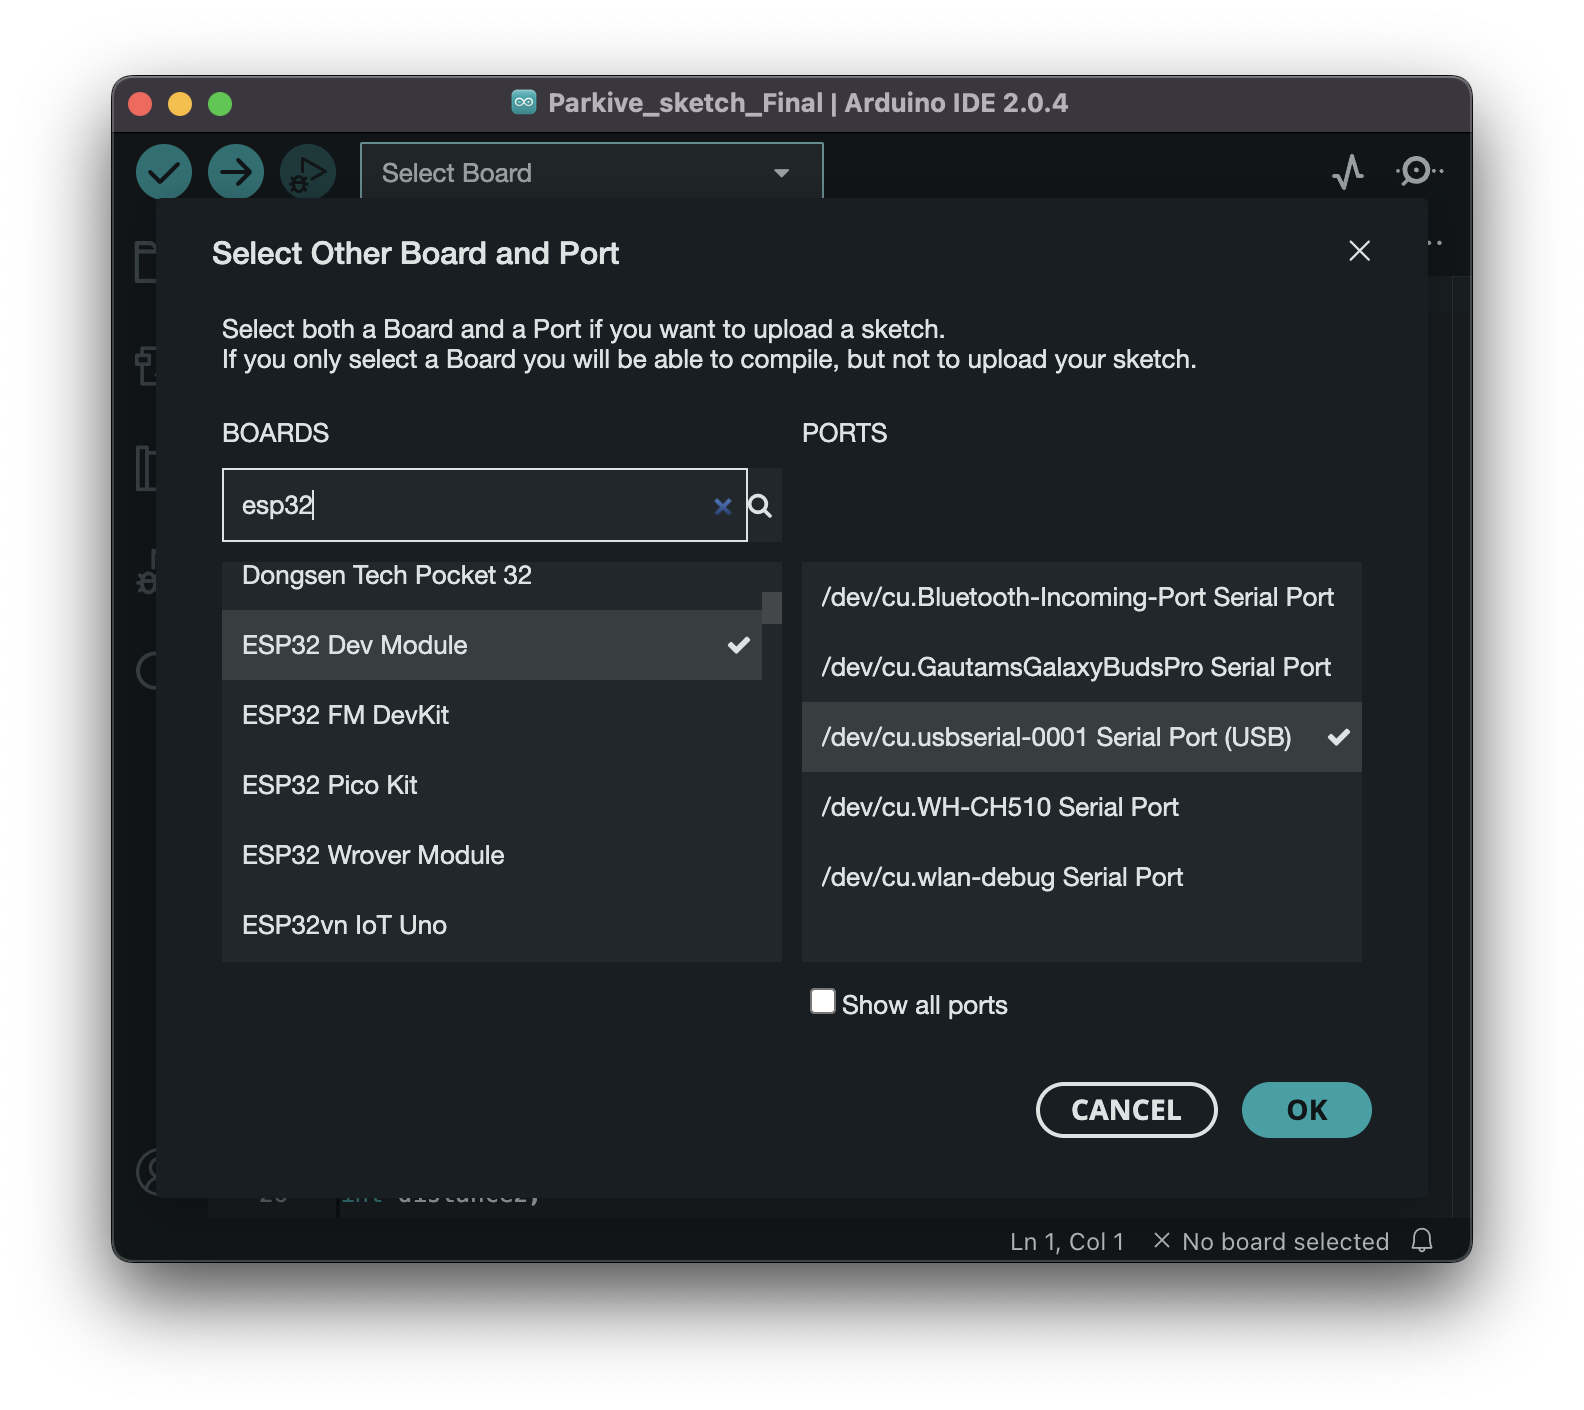 Parkive_sketch_Final | Arduino IDE 2.0.4
Select Board
Select Other Board and Port
Select both a Board and a Port if you want to upload a sketch.
If you only select a Board you will be able to compile, but not to upload your sketch.
BOARDS
PORTS
esp32
Dongsen Tech Pocket 32
ESP32 Dev Module
ESP32 FM DevKit
ESP32 Pico Kit
ESP32 Wrover Module
ESP32vn IoT Uno
/dev/cu.Bluetooth-Incoming-Port Serial Port
/dev/cu.GautamsGalaxyBudsPro Serial Port
/dev/cu.usbserial-0001 Serial Port (USB)
/dev/cu.WH-CH510 Serial Port
/dev/cu.wlan-debug Serial Port
Show all ports
CANCEL
OK
int distance2;
Ln 1, Col 1
No board selected